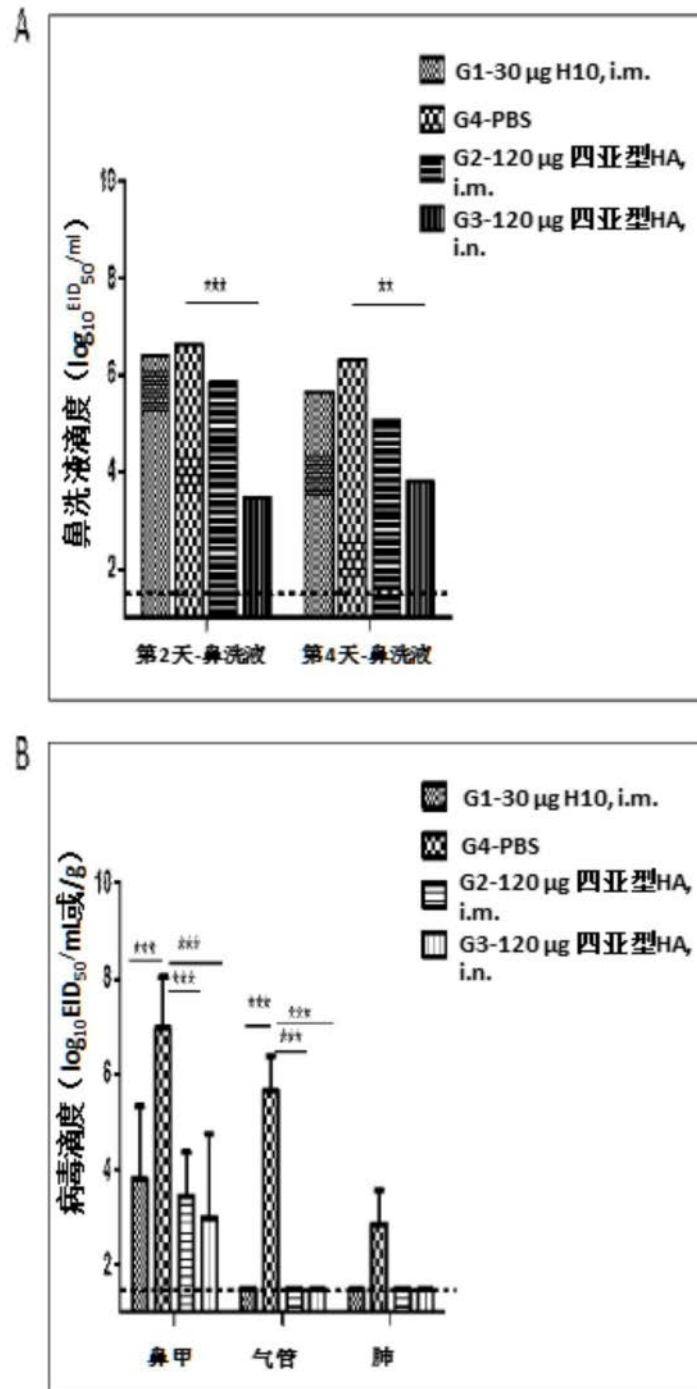 A
G1-30 μg H10, i.m.
G4-PBS
G2-120 μg 四亚型HA,
i.m.
G3-120 μg 四亚型HA,
i.n.
鼻洗液滴度（log10 EID50/ml）
10
8
6
4
2
*** **
第2天-鼻洗液 第4天-鼻洗液
B
G1-30 μg H10, i.m.
G4-PBS
G2-120 μg 四亚型HA,
i.m.
G3-120 μg 四亚型HA,
i.n.
病毒滴度（log10 EID50/mL或/g）
10
8
6
4
2
*** ***
***
*** ***
***
鼻甲 气管 肺